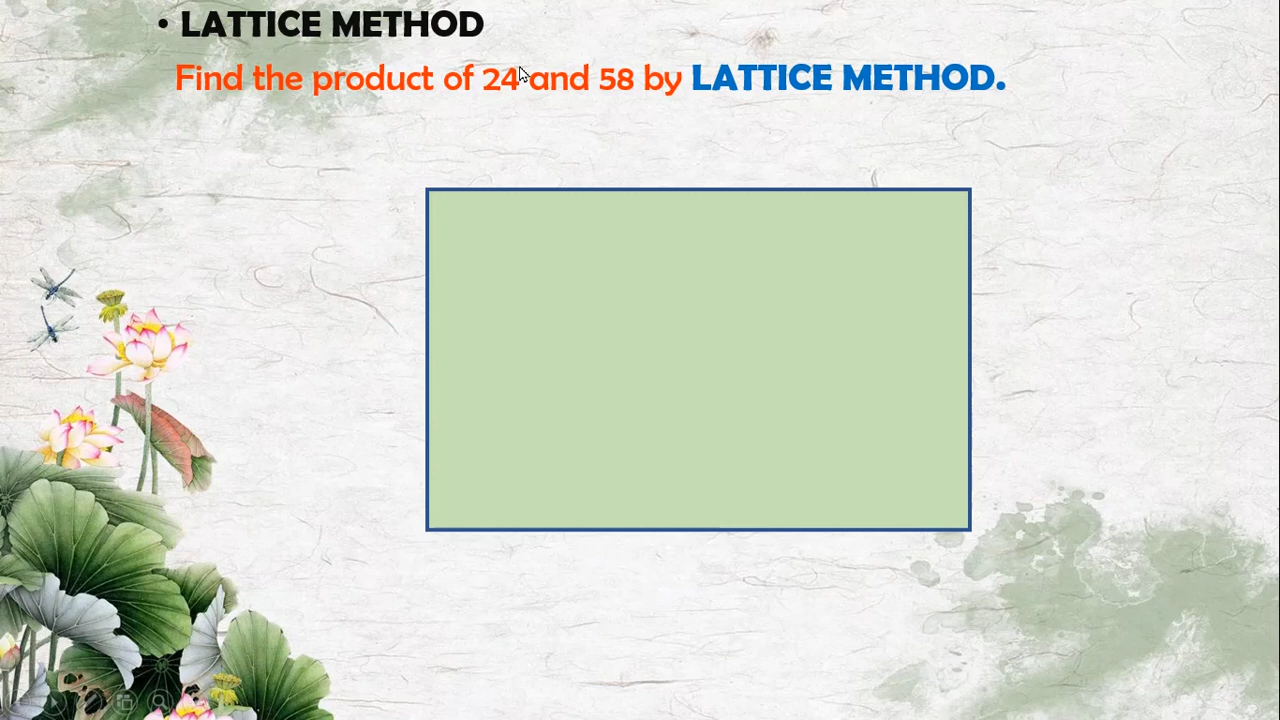 • LATTICE METHOD
Find the product of 24 and 58 by LATTICE METHOD.